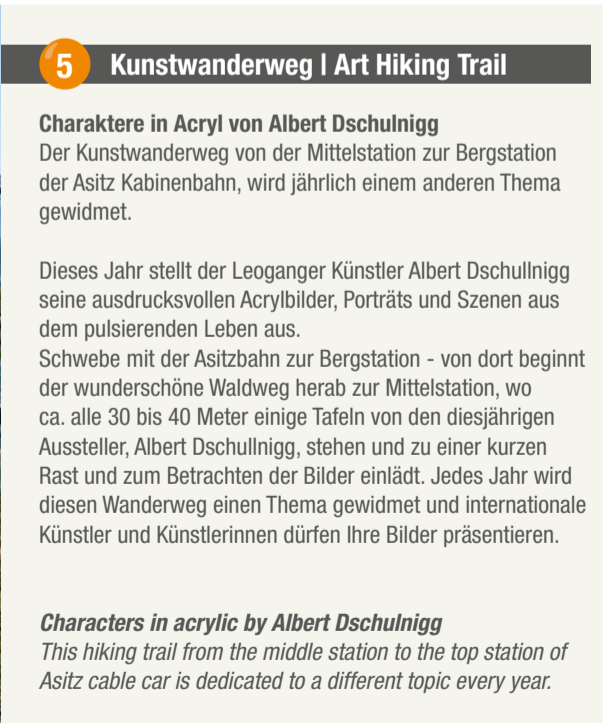 5 Kunstwanderweg | Art Hiking Trail
Charaktere in Acryl von Albert Dschulnigg
Der Kunstwanderweg von der Mittelstation zur Bergstation
der Asitz Kabinenbahn, wird jährlich einem anderen Thema
gewidmet.
Dieses Jahr stellt der Leoganger Künstler Albert Dschullnigg
seine ausdrucksvollen Acrylbilder, Porträts und Szenen aus
dem pulsierenden Leben aus.
Schwebe mit der Asitzbahn zur Bergstation - von dort beginnt
der wunderschöne Waldweg herab zur Mittelstation, wo
ca. alle 30 bis 40 Meter einige Tafeln von den diesjährigen
Aussteller, Albert Dschullnigg, stehen und zu einer kurzen
Rast und zum Betrachten der Bilder einlädt. Jedes Jahr wird
diesen Wanderweg einen Thema gewidmet und internationale
Künstler und Künstlerinnen dürfen Ihre Bilder präsentieren.
Characters in acrylic by Albert Dschulnigg
This hiking trail from the middle station to the top station of
Asitz cable car is dedicated to a different topic every year.